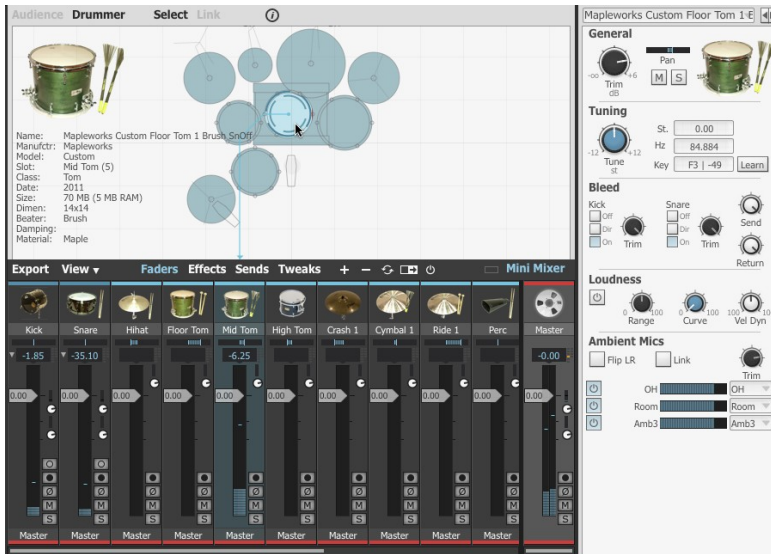 Audience Drummer Select Link i
Mapleworks Custom Floor Tom 1 B
Name: Mapleworks Custom Floor Tom 1 Brush SnOff
Manufctr: Mapleworks
Model: Custom
Slot: Mid Tom (5)
Class: Tom
Date: 2011
Size: 70 MB (5 MB RAM)
Dimen: 14x14
Beater: Brush
Damping:
Material: Maple
General
-oo +6
Trim
dB
Pan
M S
Tuning
-12 +12
Tune
st
St. 0.00
Hz 84.884
Key F3 | -49 Learn
Bleed
Kick Snare
Off Off
Dir Dir
On Trim On Trim
Send
Return
Loudness
0 100 0 100 100 100
Range Curve Vel Dyn
Ambient Mics
Flip LR Link
Trim
OH OH
Room Room
Amb3 Amb3
Export View ▾ Faders Effects Sends Tweaks + − Mini Mixer
Kick Snare Hihat Floor Tom Mid Tom High Tom Crash 1 Cymbal 1 Ride 1 Perc Master
-1.85 -35.10 -6.25 -0.00
0.00 0.00 0.00 0.00 0.00 0.00 0.00 0.00 0.00 0.00
Ø Ø Ø Ø Ø Ø Ø Ø Ø Ø
M M M M M M M M M M
S S S S S S S S S S
Master Master Master Master Master Master Master Master Master Master